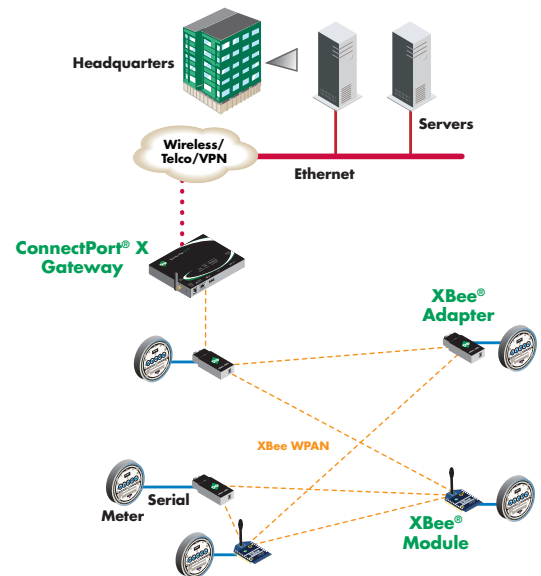 Headquarters
Servers
Wireless/
Telco/VPN
Ethernet
ConnectPort® X
Gateway
XBee®
Adapter
XBee WPAN
Serial
Meter
XBee®
Module